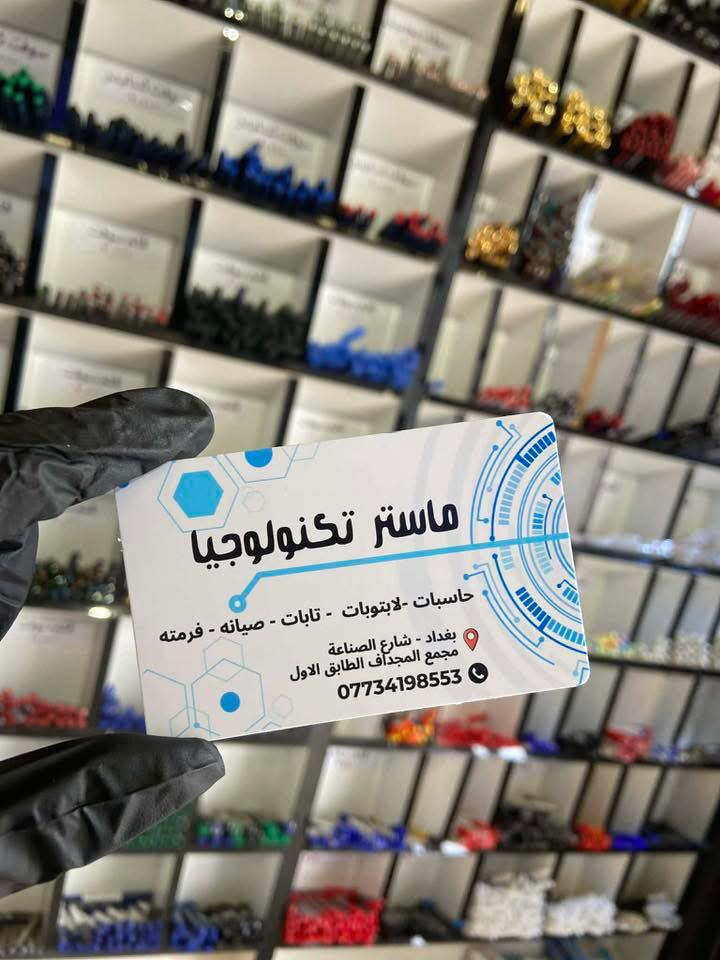 ماستر تكنولوجيا
حاسبات -لابتوبات - تابات - صيانه - فرمته
بغداد - شارع الصناعة
مجمع المجداف الطابق الاول
07734198553